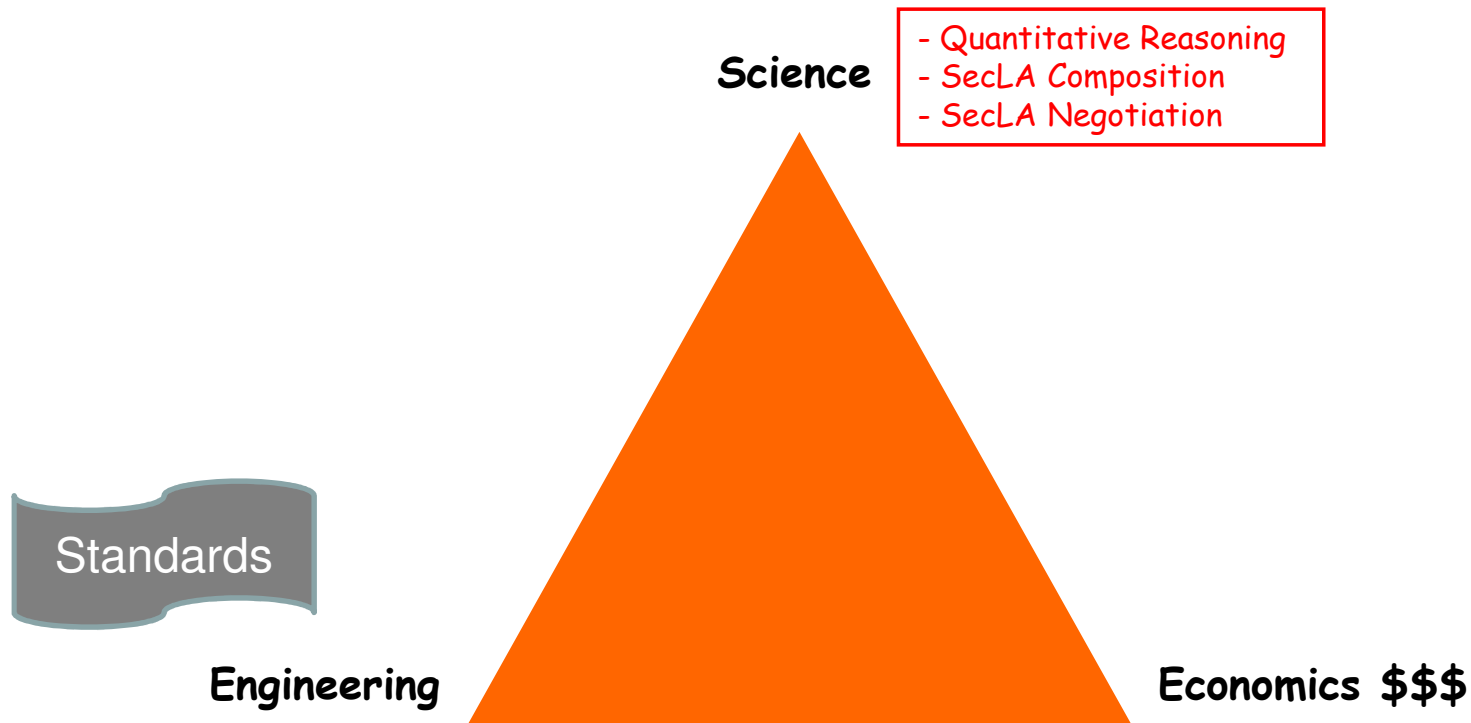 Science
- Quantitative Reasoning
- SecLA Composition
- SecLA Negotiation
Standards
Engineering
Economics $$$